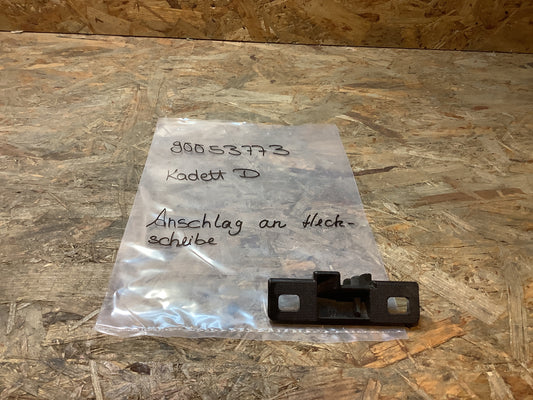 90053773
Kadett D
Anschlag an Heck-
scheibe